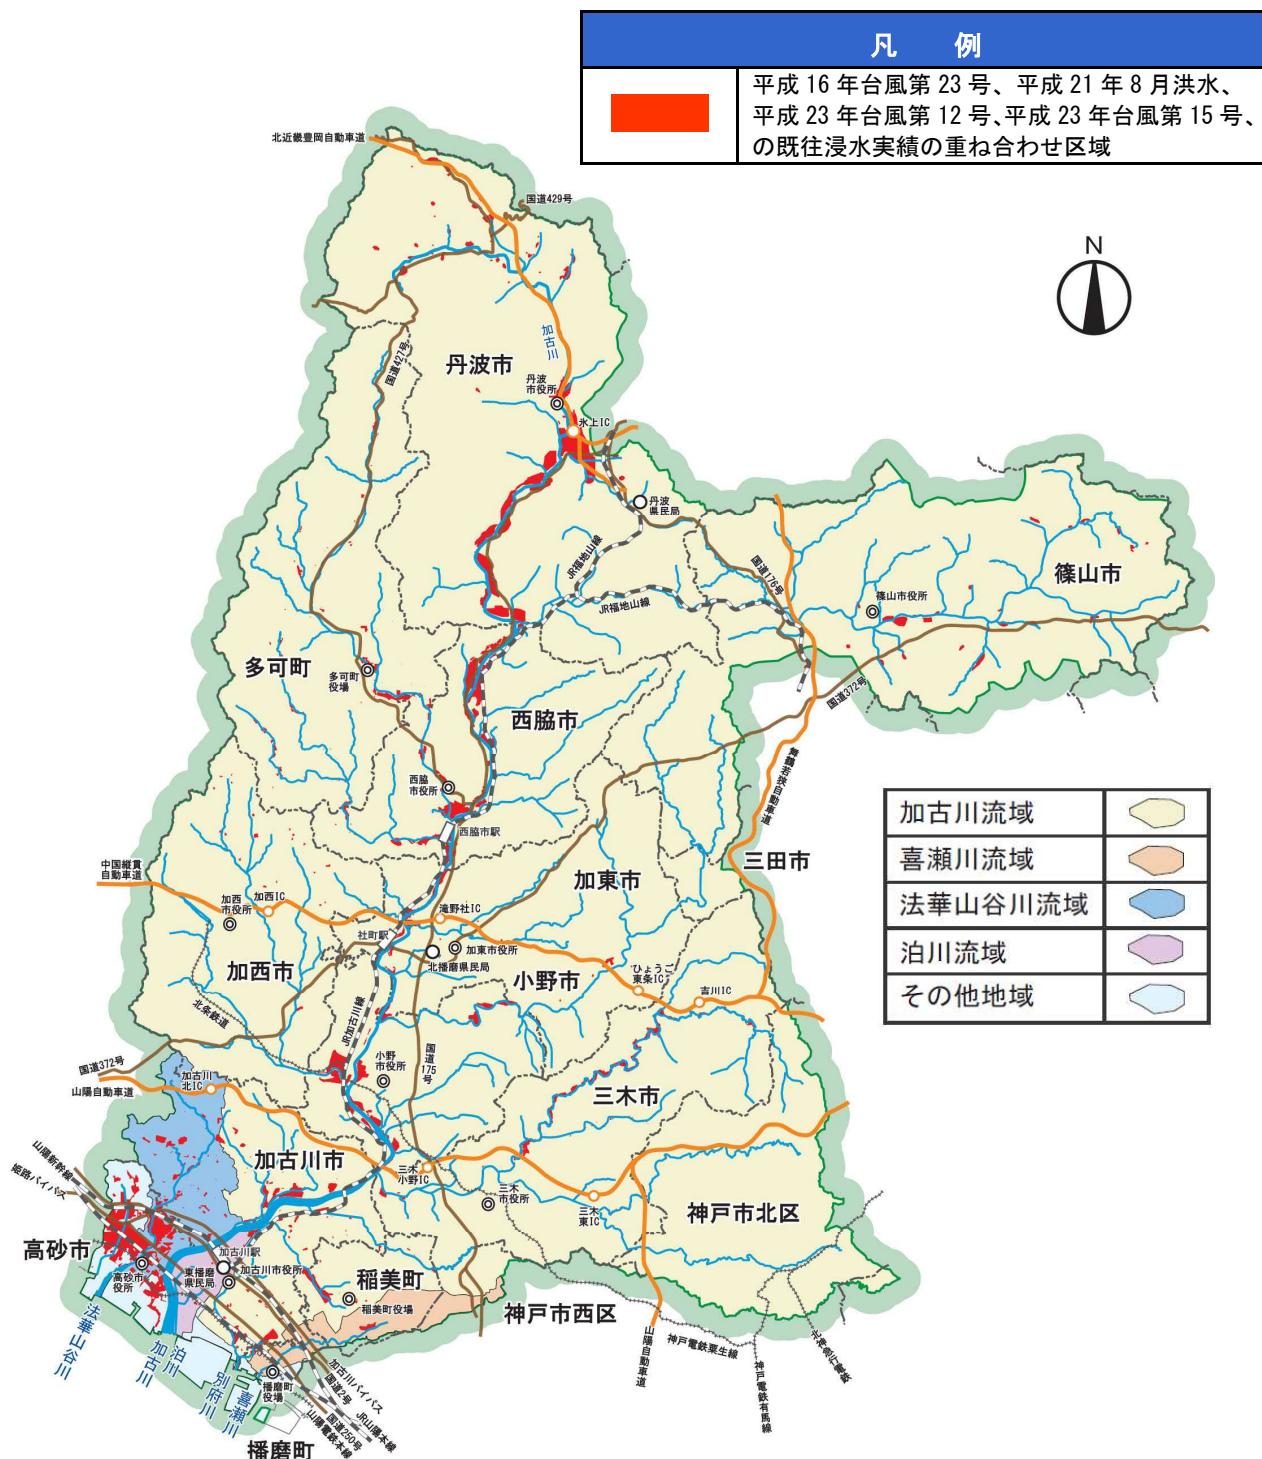 凡　例
平成 16 年台風第 23 号、平成 21 年 8 月洪水、
平成 23 年台風第 12 号、平成 23 年台風第 15 号、
の既往浸水実績の重ね合わせ区域
北近畿豊岡自動車道
国道429号
N
加古川
国道427号
丹波市
丹波
市役所
氷上IC
丹波
県民局
JR福地山線
JR福地山線
国道176号
篠山市
篠山市役所
多可町
多可町
役場
国道372号
西脇市
舞鶴若狭自動車道
西脇
市役所
西脇市駅
加古川流域
喜瀬川流域
法華山谷川流域
泊川流域
その他地域
三田市
中国縦貫
自動車道
加西
市役所
加西IC
加東市
滝野社IC
社町駅
加東市役所
北播磨県民局
加西市
小野市
ひょうご
東条IC
吉川IC
北条鉄道
JR加古川線
国道175号
小野
市役所
国道372号
山陽自動車道
加古川
北IC
三木市
山陽新幹線
姫路バイパス
加古川市
三木
小野IC
三木
市役所
三木
東IC
神戸市北区
高砂市
高砂市
役所
加古川駅
東播磨
県民局
加古川市役所
稲美町
稲美町役場
神戸市西区
法華山谷川
加古川
泊川
別府川
喜瀬川
播磨町
役場
播磨町
加古川バイパス
国道2号
JR山陽本線
国道250号
山陽電鉄本線
山陽自動車道
神戸電鉄粟生線
神戸電鉄有馬線